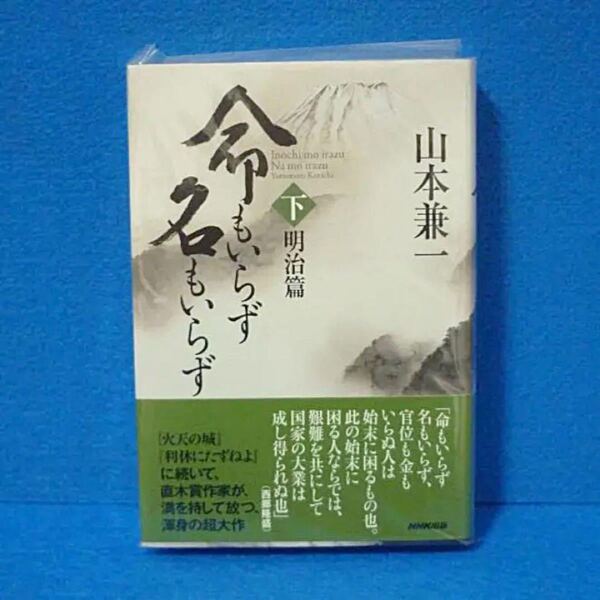 山本兼一
命もいらず
名もいらず
Inochi mo irazu
Na mo irazu
Yamamoto Kenichi
下
明治篇
「命もいらず
名もいらず、
官位も金も
いらぬ人は
始末に困るもの也。
此の始末に
困る人ならでは、
艱難を共にして
国家の大業は
成し得られぬ也」
(西郷隆盛)
『火天の城』
『利休にたずねよ』
に続いて、
直木賞作家が、
満を持して放つ、
渾身の超大作
NHK出版